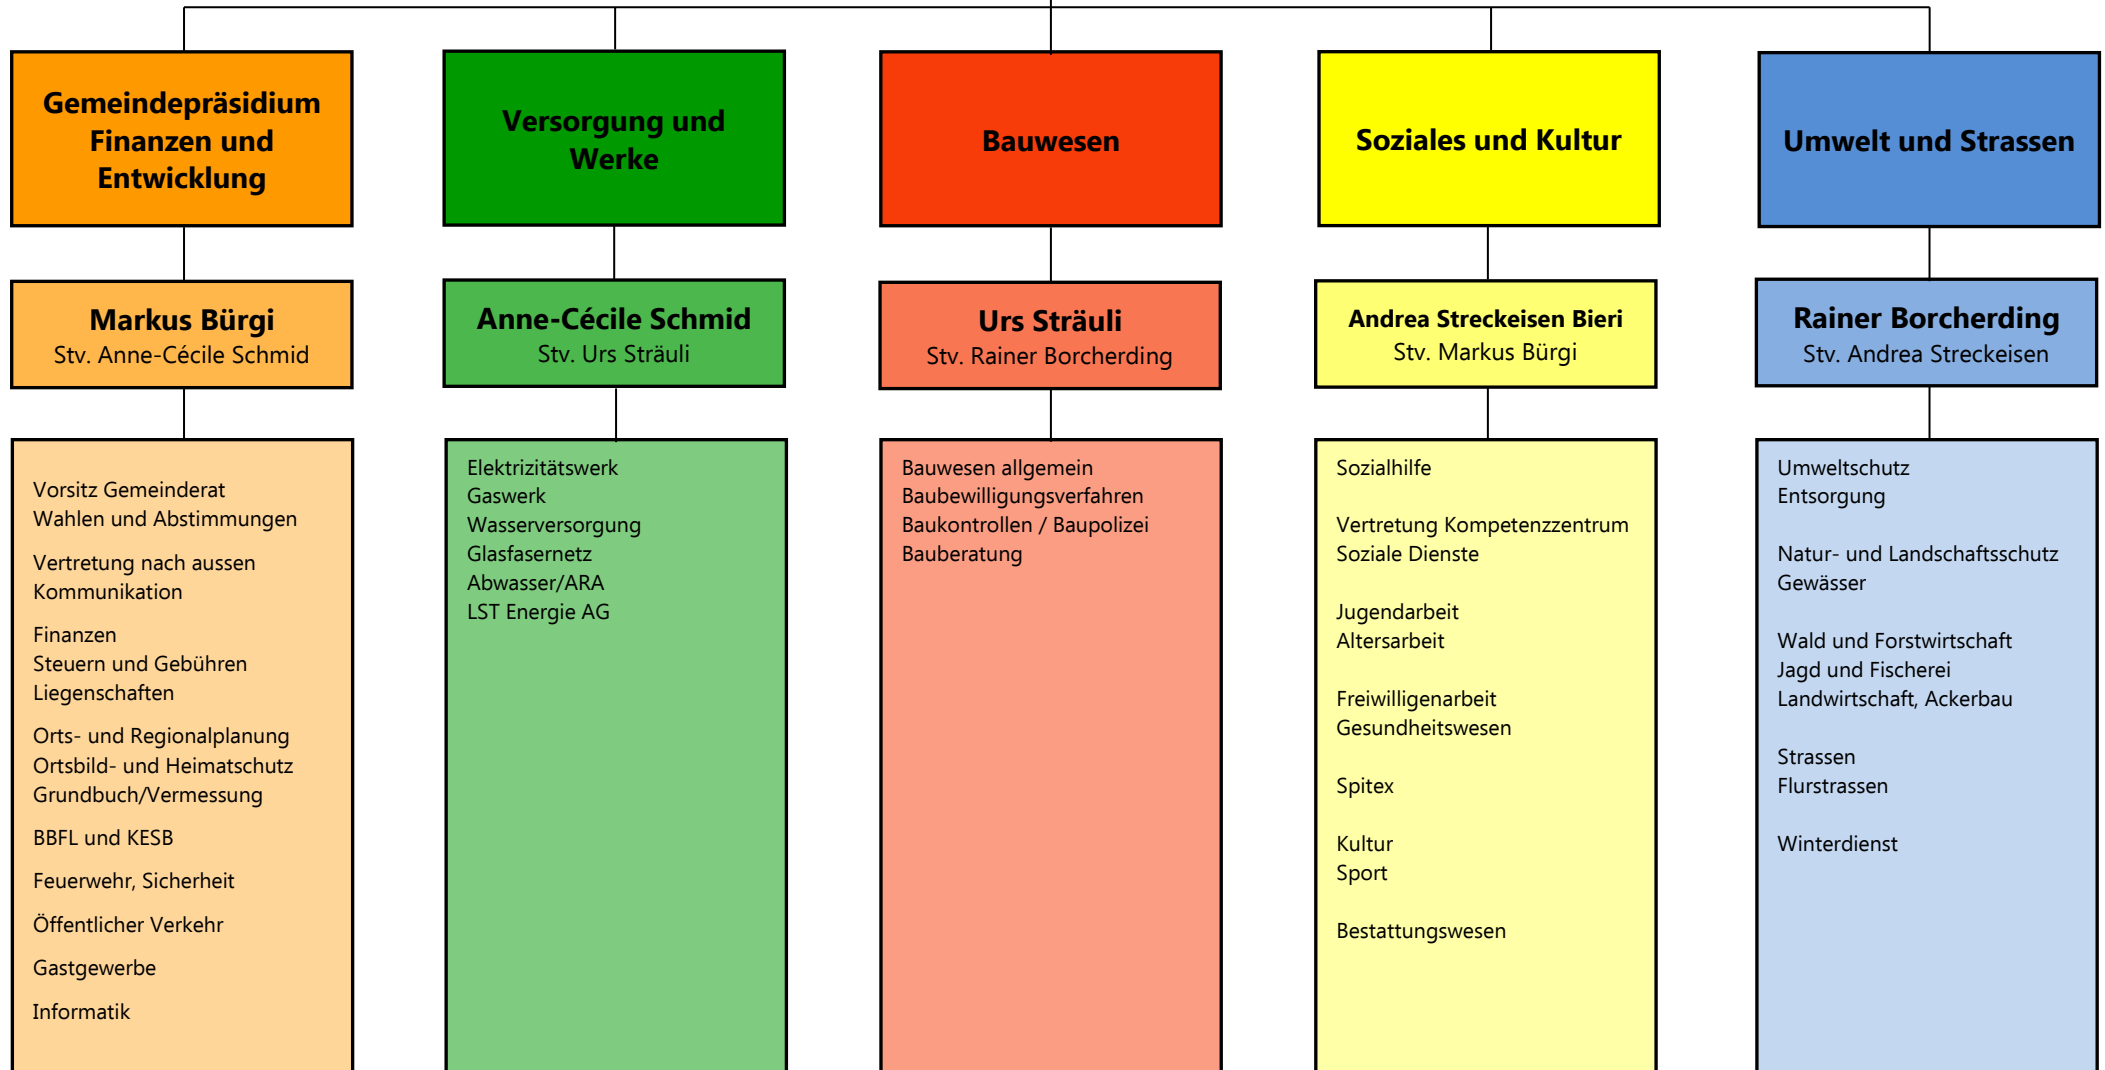 Gemeindepräsidium
Finanzen und
Entwicklung
Markus Bürgi
Stv. Anne-Cécile Schmid
Vorsitz Gemeinderat
Wahlen und Abstimmungen
Vertretung nach aussen
Kommunikation
Finanzen
Steuern und Gebühren
Liegenschaften
Orts- und Regionalplanung
Ortsbild- und Heimatschutz
Grundbuch/Vermessung
BBFL und KESB
Feuerwehr, Sicherheit
Öffentlicher Verkehr
Gastgewerbe
Informatik
Versorgung und
Werke
Anne-Cécile Schmid
Stv. Urs Sträuli
Elektrizitätswerk
Gaswerk
Wasserversorgung
Glasfasernetz
Abwasser/ARA
LST Energie AG
Bauwesen
Urs Sträuli
Stv. Rainer Borcherding
Bauwesen allgemein
Baubewilligungsverfahren
Baukontrollen / Baupolizei
Bauberatung
Soziales und Kultur
Andrea Streckeisen Bieri
Stv. Markus Bürgi
Sozialhilfe
Vertretung Kompetenzzentrum
Soziale Dienste
Jugendarbeit
Altersarbeit
Freiwilligenarbeit
Gesundheitswesen
Spitex
Kultur
Sport
Bestattungswesen
Umwelt und Strassen
Rainer Borcherding
Stv. Andrea Streckeisen
Umweltschutz
Entsorgung
Natur- und Landschaftsschutz
Gewässer
Wald und Forstwirtschaft
Jagd und Fischerei
Landwirtschaft, Ackerbau
Strassen
Flurstrassen
Winterdienst